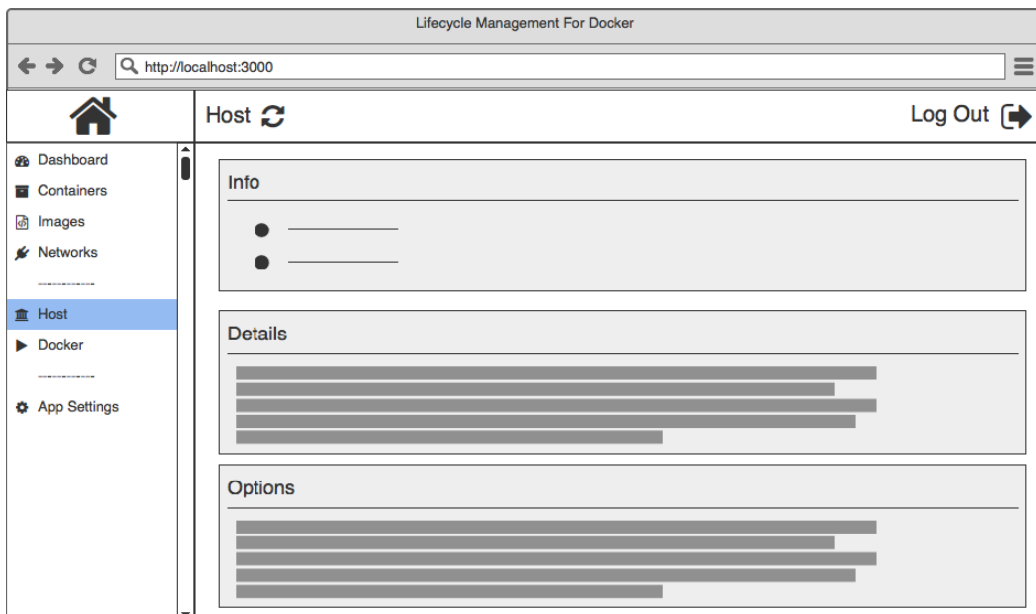 Lifecycle Management For Docker
http://localhost:3000
Host
Log Out
Dashboard
Containers
Images
Networks
------------
Host
Docker
------------
App Settings
Info
Details
Options